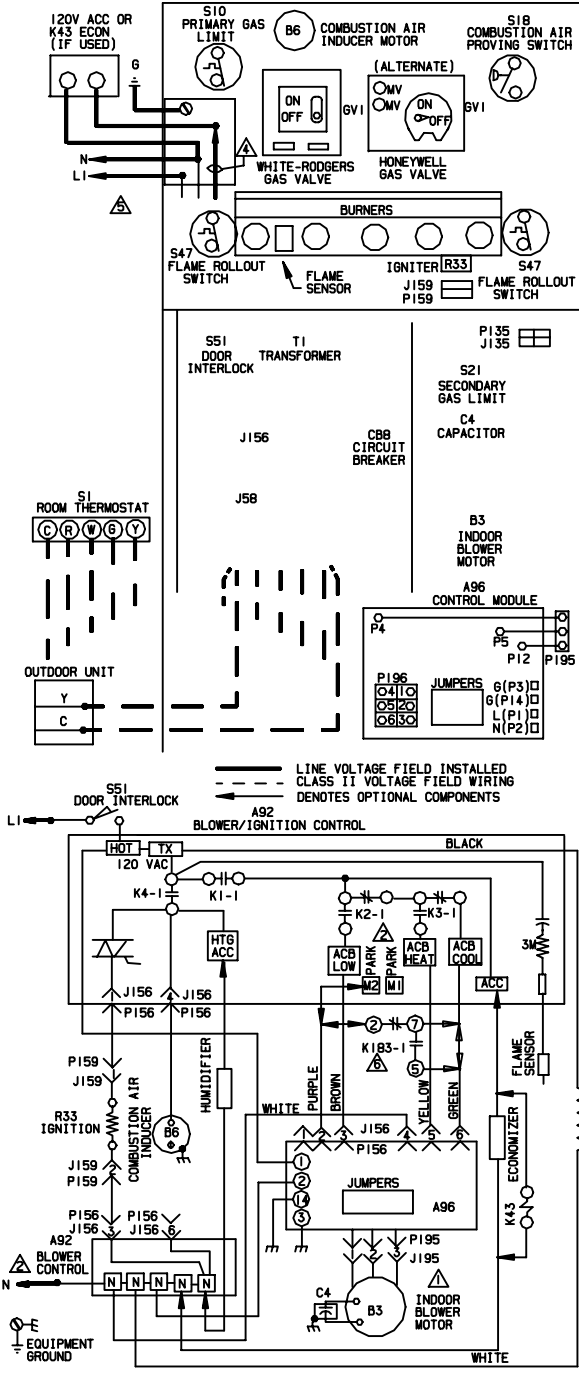 120V ACC OR
K43 ECON
(IF USED)
G
S10
PRIMARY GAS
LIMIT
B6
COMBUSTION AIR
INDUCER MOTOR
S18
COMBUSTION AIR
PROVING SWITCH
(ALTERNATE)
ON
OFF
GV1
MV
MV
ON
OFF
GV1
N
L1
4
5
WHITE-RODGERS
GAS VALVE
HONEYWELL
GAS VALVE
BURNERS
S47
FLAME ROLLOUT
SWITCH
FLAME
SENSOR
IGNITER
R33
J159
P159
S47
FLAME ROLLOUT
SWITCH
S51
DOOR
INTERLOCK
T1
TRANSFORMER
P135
J135
S21
SECONDARY
GAS LIMIT
C4
CAPACITOR
J156
CB8
CIRCUIT
BREAKER
J58
S1
ROOM THERMOSTAT
C R W G Y
B3
INDOOR
BLOWER
MOTOR
A96
CONTROL MODULE
P4
P5
P12
P195
OUTDOOR UNIT
Y
C
P196
4 1
5 2
6 3
JUMPERS
G(P3)
G(P14)
L(P1)
N(P2)
LINE VOLTAGE FIELD INSTALLED
CLASS II VOLTAGE FIELD WIRING
DENOTES OPTIONAL COMPONENTS
S51
DOOR INTERLOCK
L1
A92
BLOWER/IGNITION CONTROL
HOT
TX
BLACK
120 VAC
K4-1
K1-1
K2-1
K3-1
2
HTG
ACC
ACB
LOW
PARK
PARK
M2
M1
ACB
HEAT
ACB
COOL
3M
ACC
J156
P156
4
J156
P156
2
7
K183-1
6
5
FLAME
SENSOR
P159
J159
1
R33
IGNITION
COMBUSTION AIR
INDUCER
B6
HUMIDIFIER
PURPLE
BROWN
YELLOW
GREEN
WHITE
1 2 3
J156
P156
4 5 6
ECONOMIZER
K43
J159
P159
2
1
2
14
3
JUMPERS
A96
P156
J156
3
P156
J156
6
A92
BLOWER
CONTROL
2
N
N N N N N
P195
J195
1 2 3
1
C4
B3
INDOOR
BLOWER
MOTOR
EQUIPMENT
GROUND
WHITE